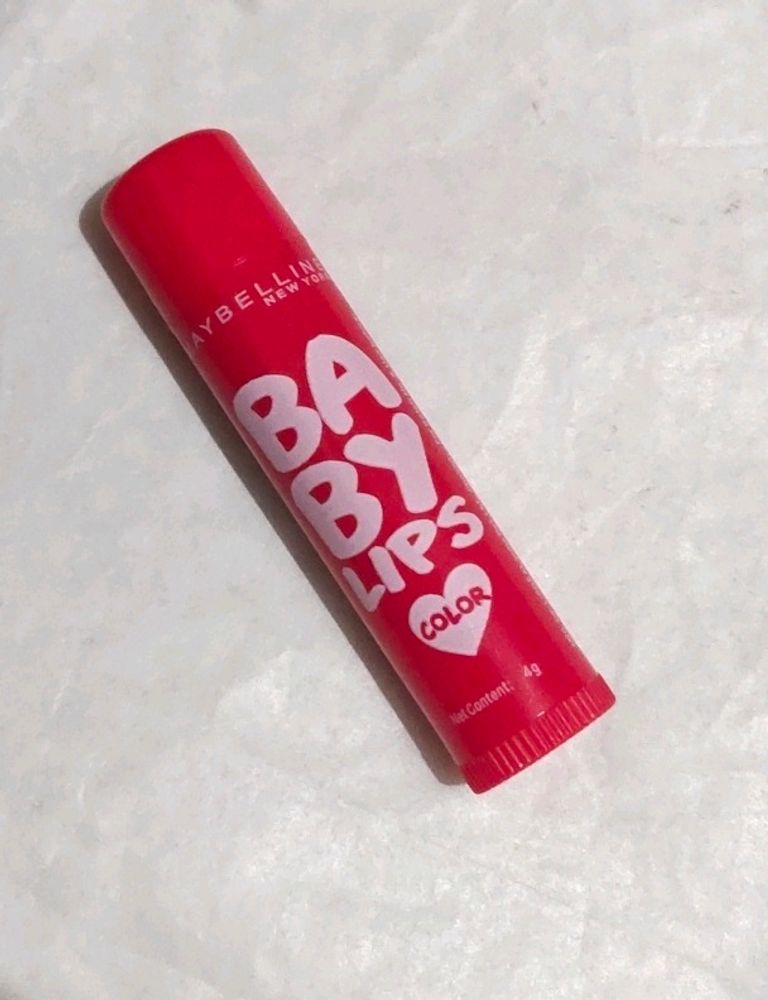 MAYBELLINE
NEW YORK
BA
BY
LIPS
COLOR
Net Content: 4g